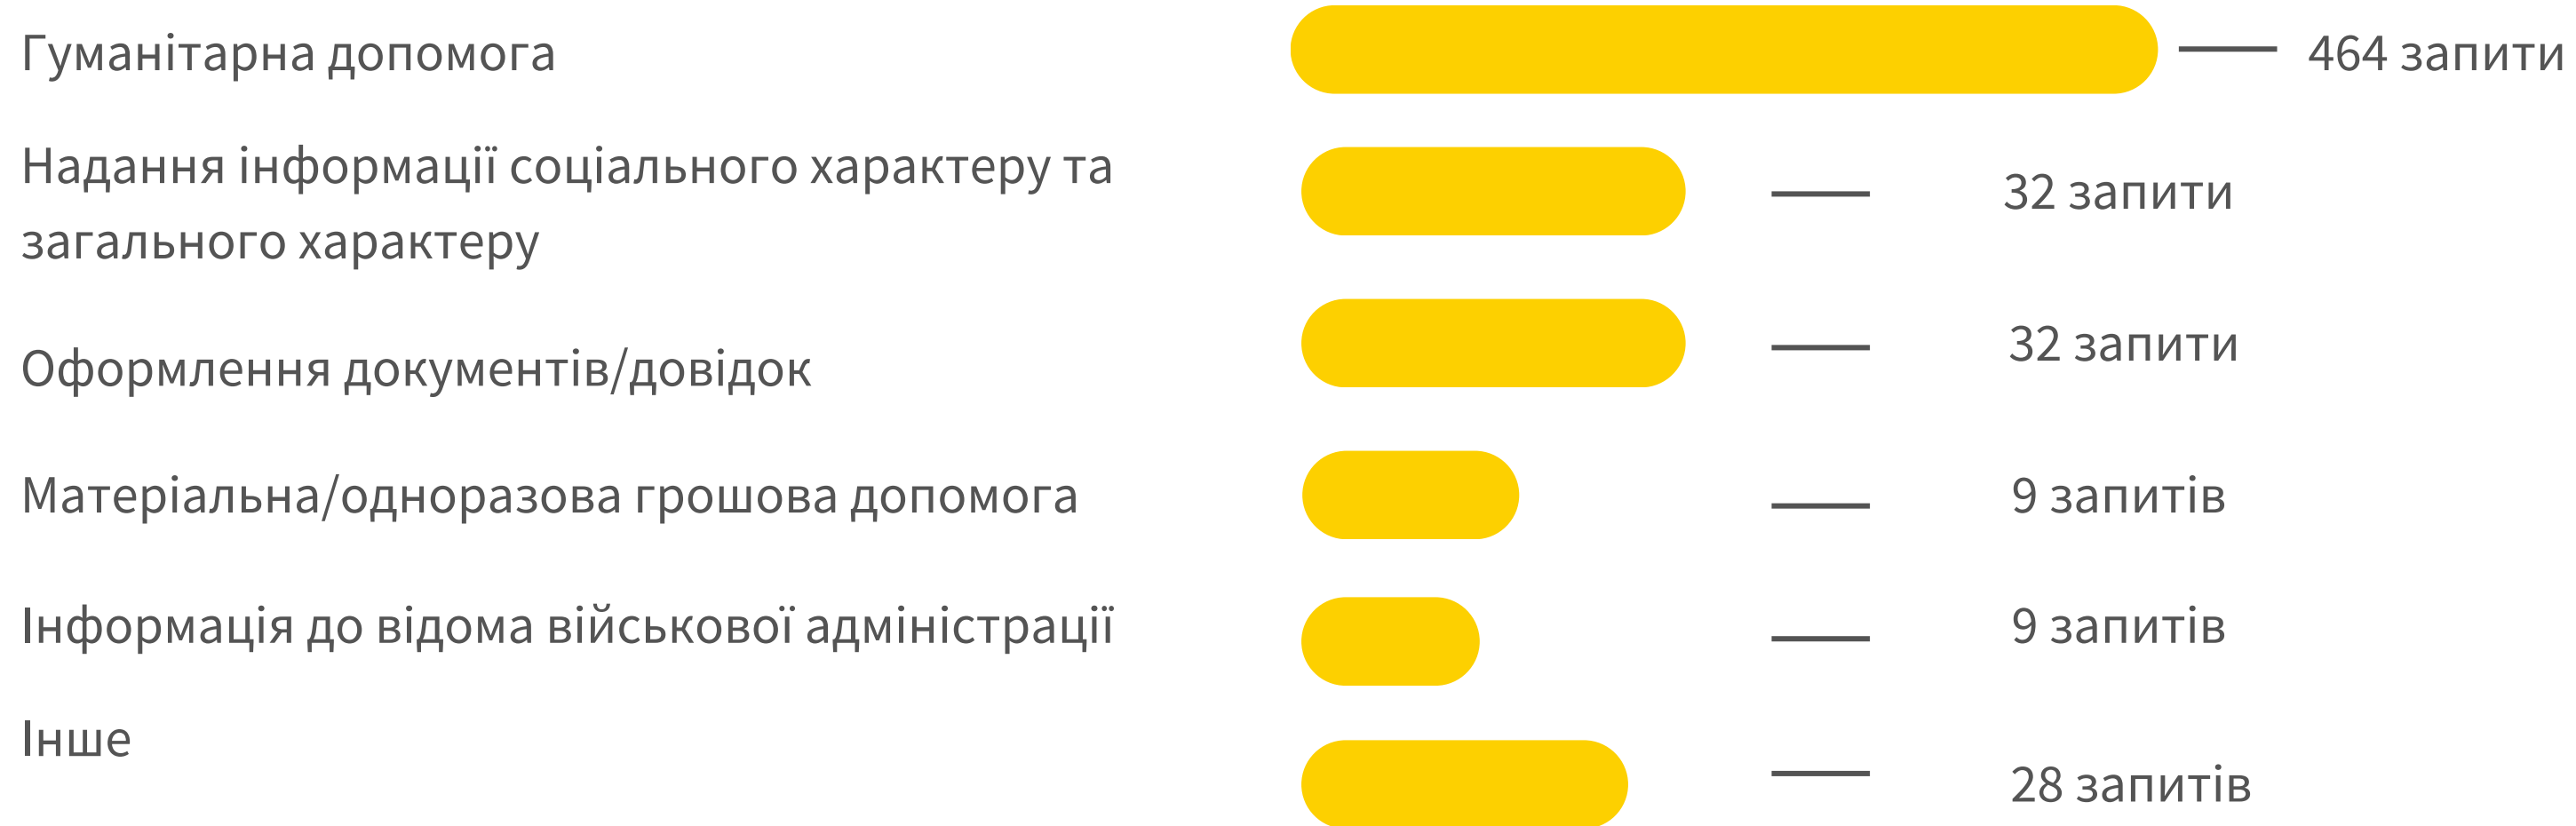 Гуманітарна допомога
464 запити
Надання інформації соціального характеру та
загального характеру
32 запити
Оформлення документів/довідок
32 запити
Матеріальна/одноразова грошова допомога
9 запитів
Інформація до відома військової адміністрації
9 запитів
Інше
28 запитів